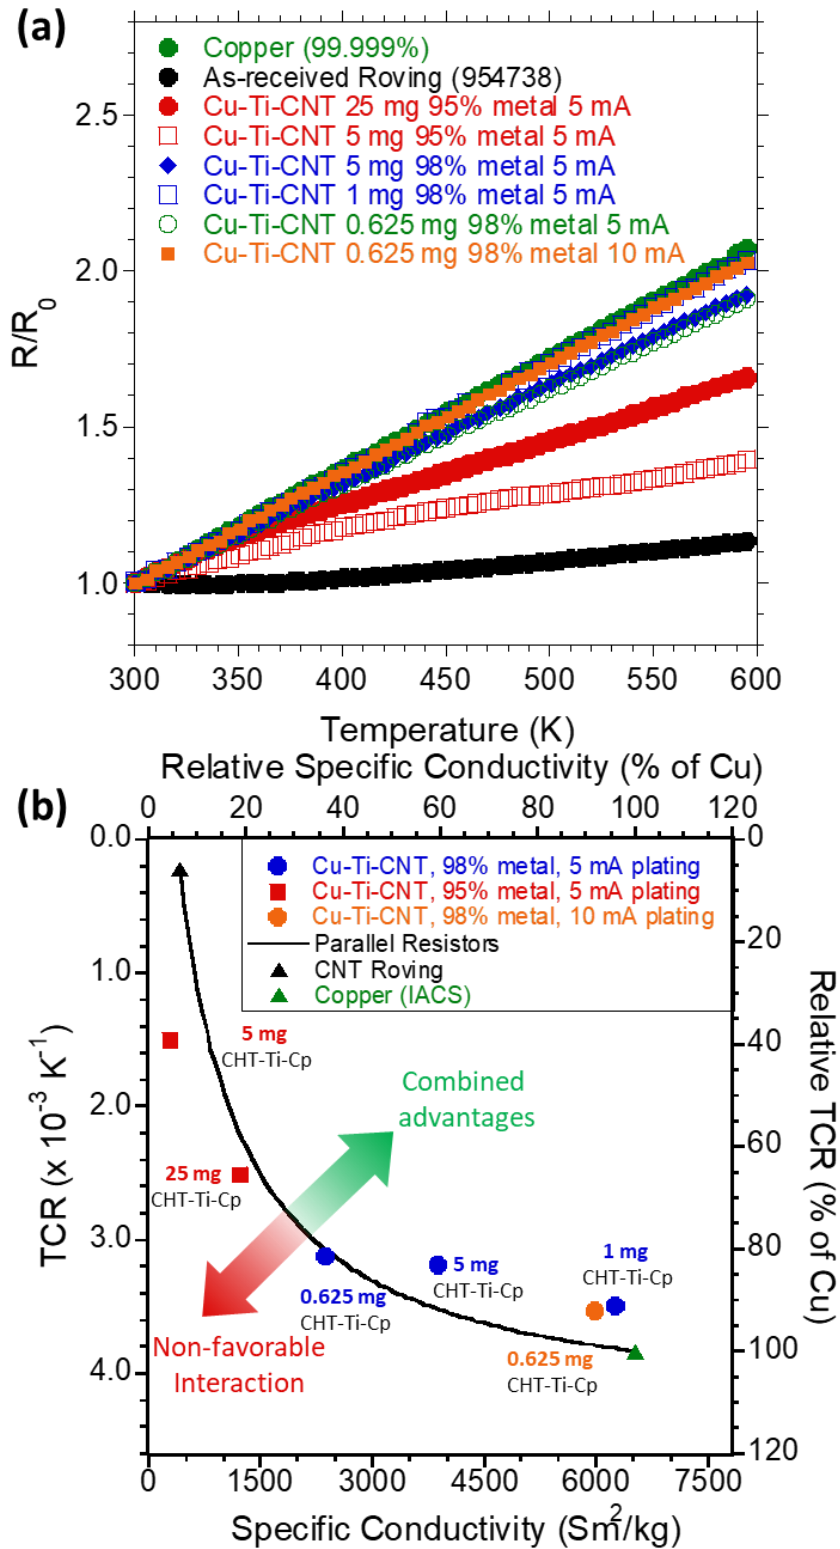 (a)
Copper (99.999%)
As-received Roving (954738)
Cu-Ti-CNT 25 mg 95% metal 5 mA
Cu-Ti-CNT 5 mg 95% metal 5 mA
Cu-Ti-CNT 5 mg 98% metal 5 mA
Cu-Ti-CNT 1 mg 98% metal 5 mA
Cu-Ti-CNT 0.625 mg 98% metal 5 mA
Cu-Ti-CNT 0.625 mg 98% metal 10 mA
2.5
2.0
1.5
1.0
R/R0
300 350 400 450 500 550 600
Temperature (K)
Relative Specific Conductivity (% of Cu)
(b)
0 20 40 60 80 100 120
0.0
1.0
2.0
3.0
4.0
TCR (x 10-3 K-1)
0
20
40
60
80
100
120
Relative TCR (% of Cu)
Cu-Ti-CNT, 98% metal, 5 mA plating
Cu-Ti-CNT, 95% metal, 5 mA plating
Cu-Ti-CNT, 98% metal, 10 mA plating
Parallel Resistors
CNT Roving
Copper (IACS)
5 mg
CHT-Ti-Cp
Combined
advantages
25 mg
CHT-Ti-Cp
0.625 mg
CHT-Ti-Cp
5 mg
CHT-Ti-Cp
1 mg
CHT-Ti-Cp
0.625 mg
CHT-Ti-Cp
Non-favorable
Interaction
0 1500 3000 4500 6000 7500
Specific Conductivity (Sm2/kg)